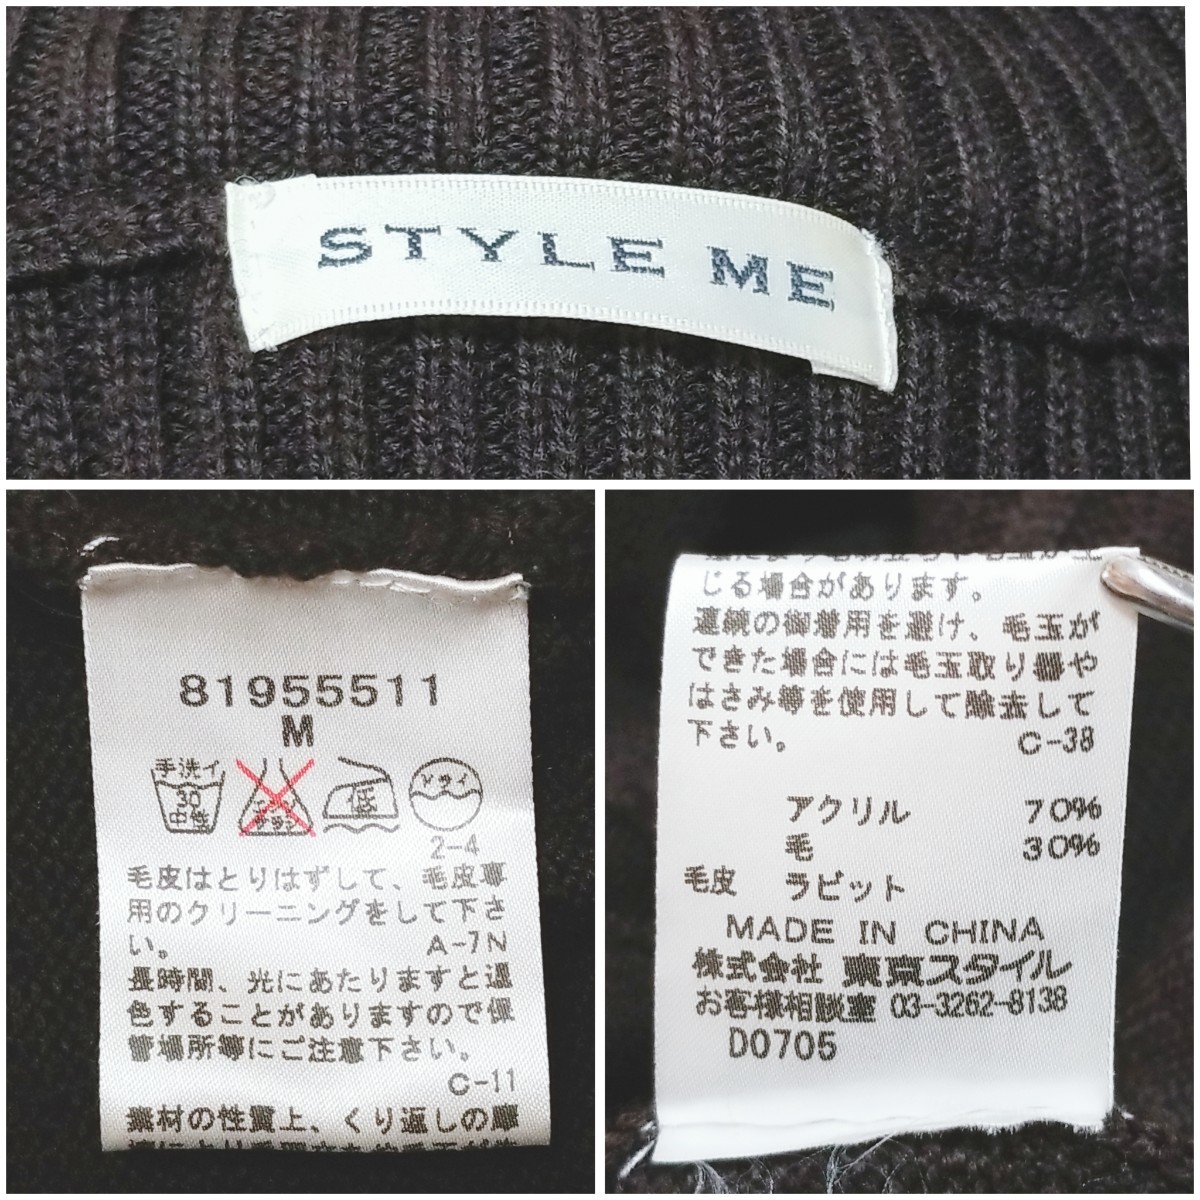 STYLE ME
81955511
M
手洗イ
30
中性
エンソ
サラシ
低
ドライ
2-4
毛皮はとりはずして、毛皮専
用のクリーニングをして下さ
い。
A-7N
長時間、光にあたりますと退
色することがありますので保
管場所等にご注意下さい。
C-11
素材の性質上、くり返しの摩
じる場合があります。
連続の御着用を避け、毛玉が
できた場合には毛玉取り器や
はさみ等を使用して除去して
下さい。
C-38
アクリル 70%
毛 30%
毛皮 ラビット
MADE IN CHINA
株式会社 東京スタイル
お客様相談室 03-3262-8138
D0705